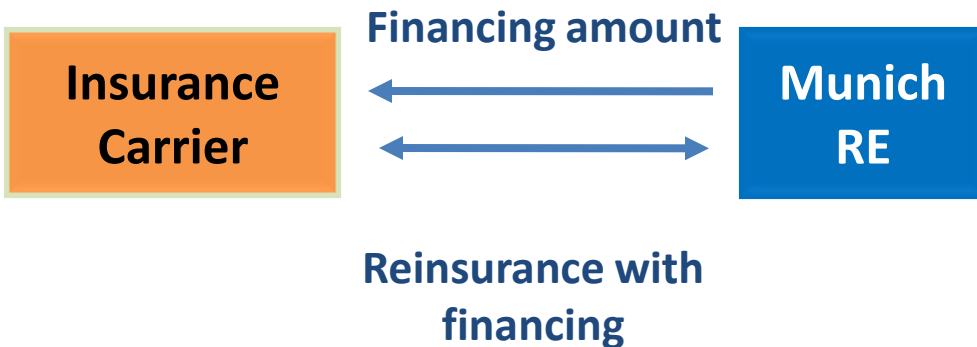 Financing amount
Insurance
Carrier
Munich
RE
Reinsurance with
financing